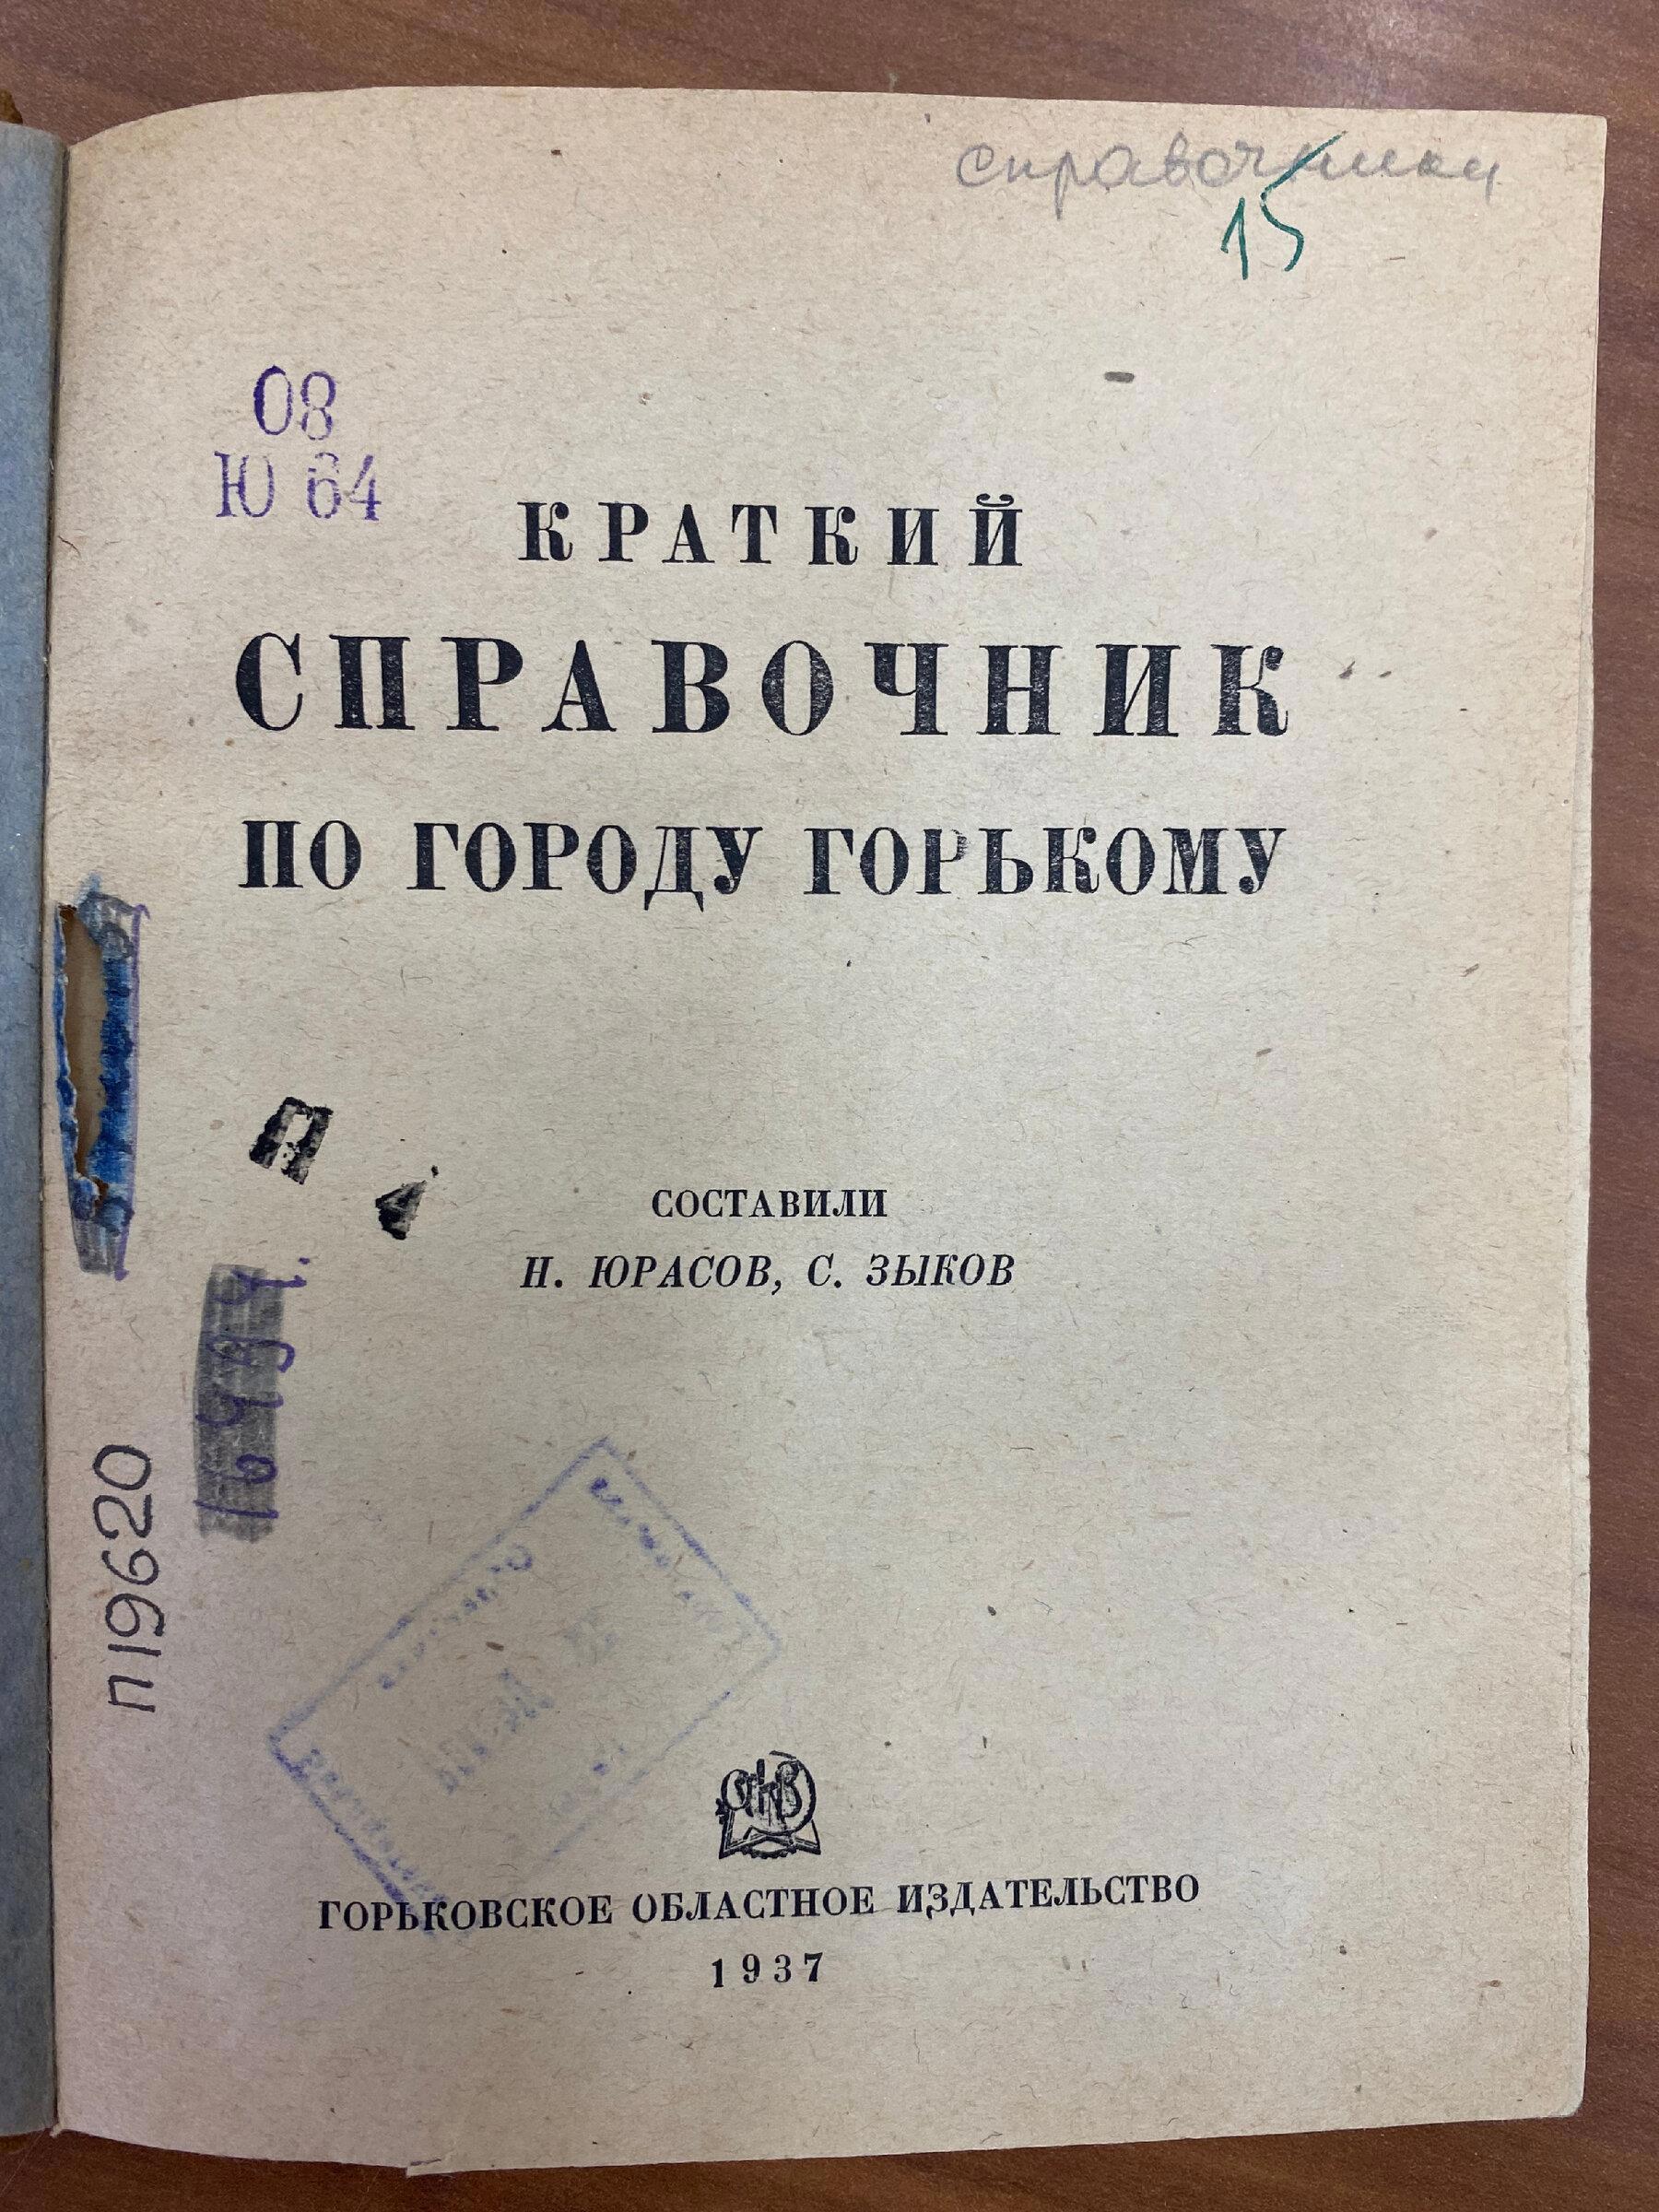 справочники
15
08
Ю 64
КРАТКИЙ
СПРАВОЧНИК
ПО ГОРОДУ ГОРЬКОМУ
П
СОСТАВИЛИ
Н. ЮРАСОВ, С. ЗЫКОВ
п19620
ГОРЬКОВСКОЕ ОБЛАСТНОЕ ИЗДАТЕЛЬСТВО
1937